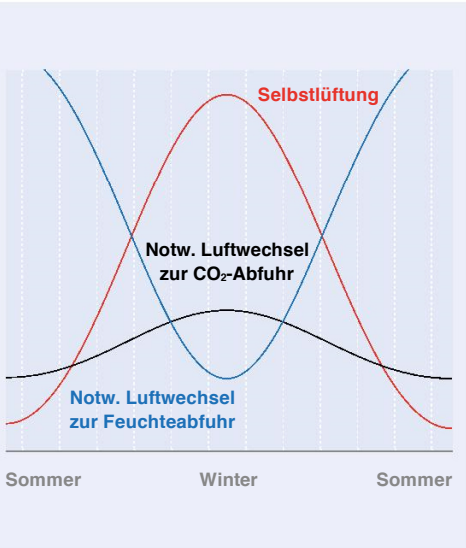 Selbstlüftung
Notw. Luftwechsel
zur CO₂-Abfuhr
Notw. Luftwechsel
zur Feuchteabfuhr
Sommer
Winter
Sommer